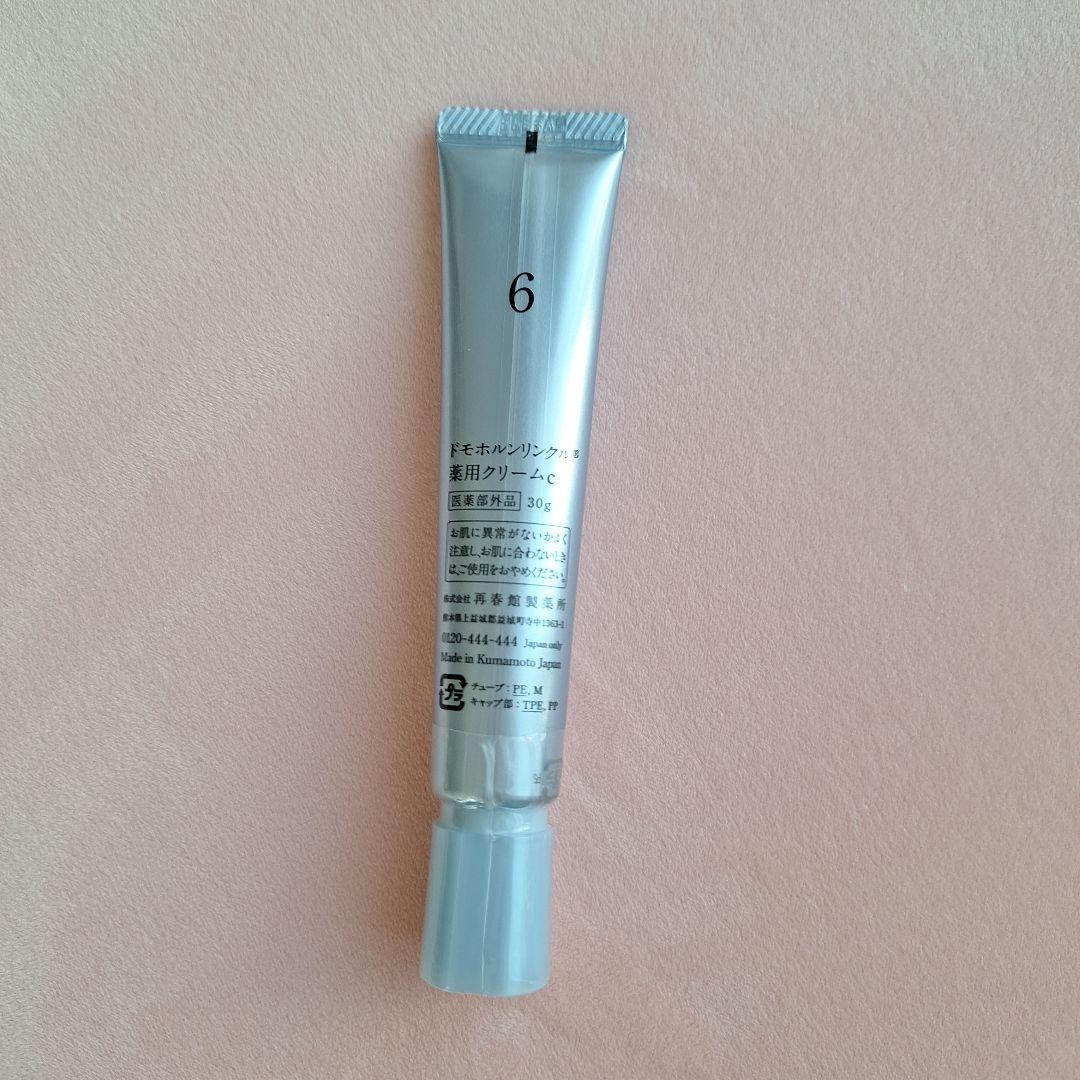 6
ドモホルンリンクル®
薬用クリームc
医薬部外品 30g
お肌に異常がないかよく
注意し、お肌に合わないとき
は、ご使用をおやめください。
株式会社 再春館製薬所
熊本県上益城郡益城町寺中1363-1
0120-444-444 Japan only
Made in Kumamoto Japan
プラ チューブ：PE, M
キャップ部：TPE, PP